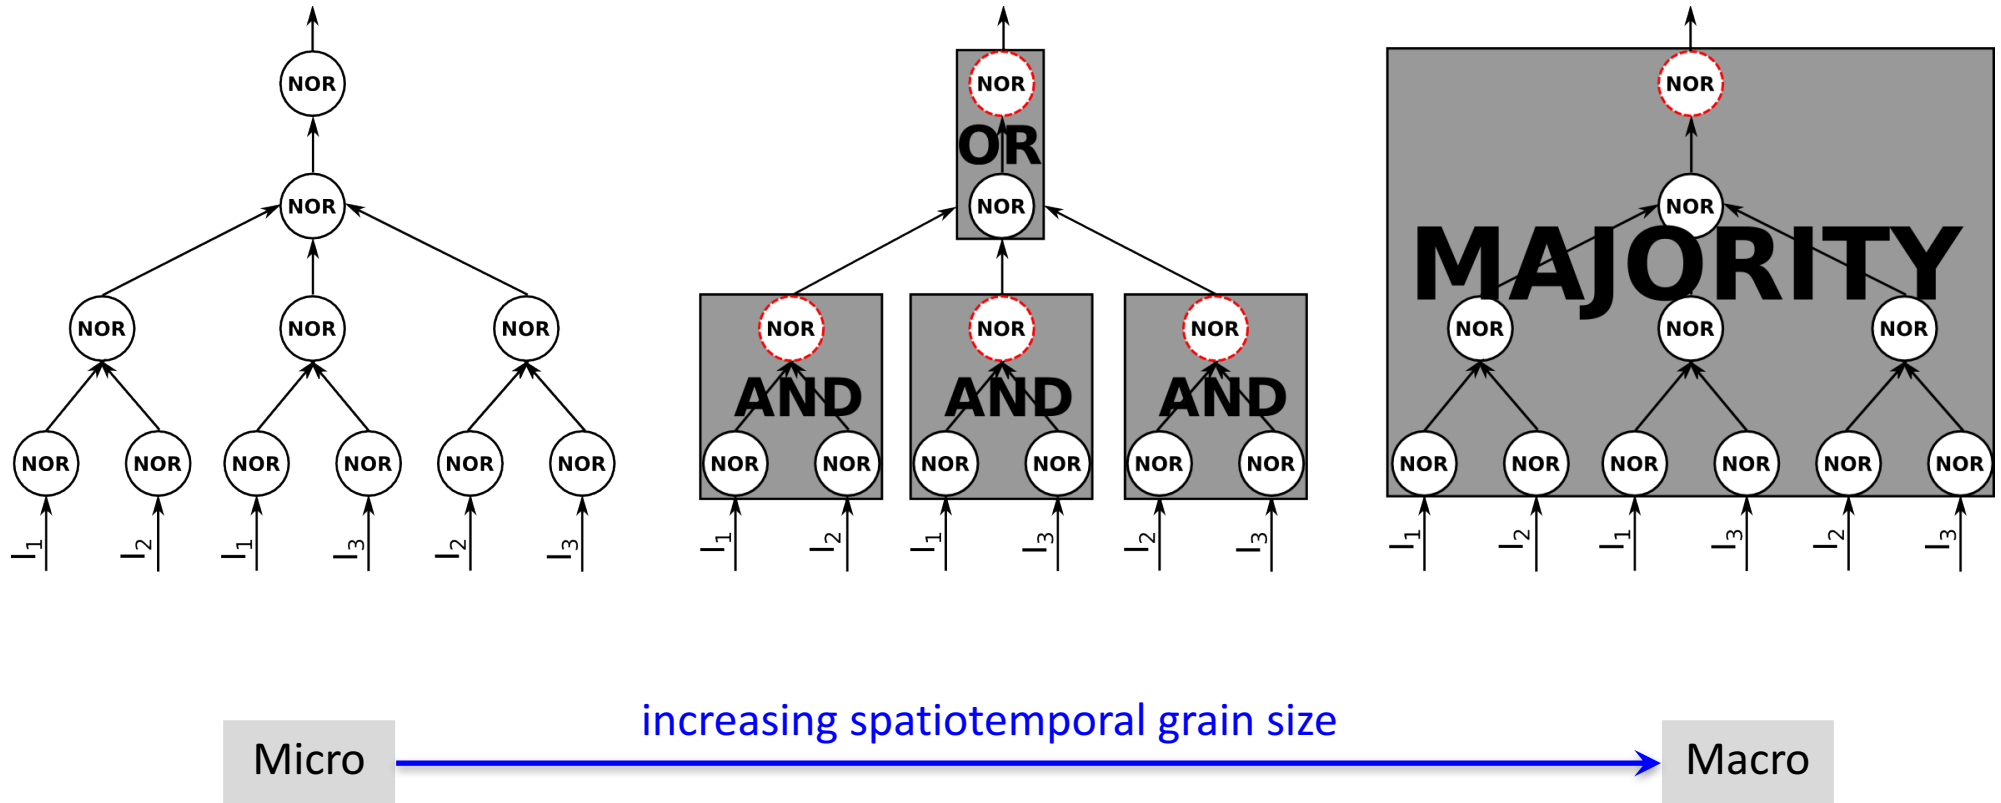 NOR NOR NOR
OR
NOR NOR NOR
MAJORITY
NOR NOR NOR NOR NOR NOR NOR NOR NOR
AND AND AND
NOR NOR NOR NOR NOR NOR NOR NOR NOR NOR NOR NOR NOR NOR NOR NOR NOR NOR
I₁ I₂ I₁ I₃ I₂ I₃ I₁ I₂ I₁ I₃ I₂ I₃ I₁ I₂ I₁ I₃ I₂ I₃
increasing spatiotemporal grain size
Micro Macro